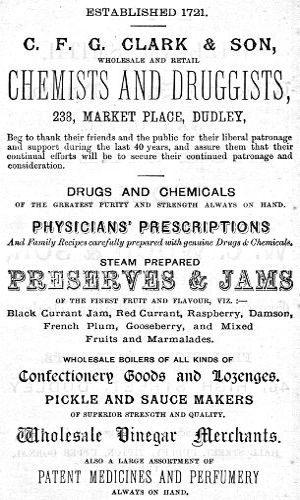 ESTABLISHED 1721.
C. F. G. CLARK & SON,
WHOLESALE AND RETAIL
CHEMISTS AND DRUGGISTS,
233, MARKET PLACE, DUDLEY,
Beg to thank their friends and the public for their liberal patronage
and support during the last 40 years, and assure them that their
continual efforts will be to secure their continued patronage and
consideration.
DRUGS AND CHEMICALS
OF THE GREATEST PURITY AND STRENGTH ALWAYS ON HAND.
PHYSICIANS' PRESCRIPTIONS
And Family Recipes carefully prepared with genuine Drugs & Chemicals.
STEAM PREPARED
PRESERVES & JAMS
OF THE FINEST FRUIT AND FLAVOUR, VIZ. :—
Black Currant Jam, Red Currant, Raspberry, Damson,
French Plum, Gooseberry, and Mixed
Fruits and Marmalades.
WHOLESALE BOILERS OF ALL KINDS OF
Confectionery Goods and Lozenges.
PICKLE AND SAUCE MAKERS
OF SUPERIOR STRENGTH AND QUALITY.
Wholesale Vinegar Merchants.
ALSO A LARGE ASSORTMENT OF
PATENT MEDICINES AND PERFUMERY
ALWAYS ON HAND.